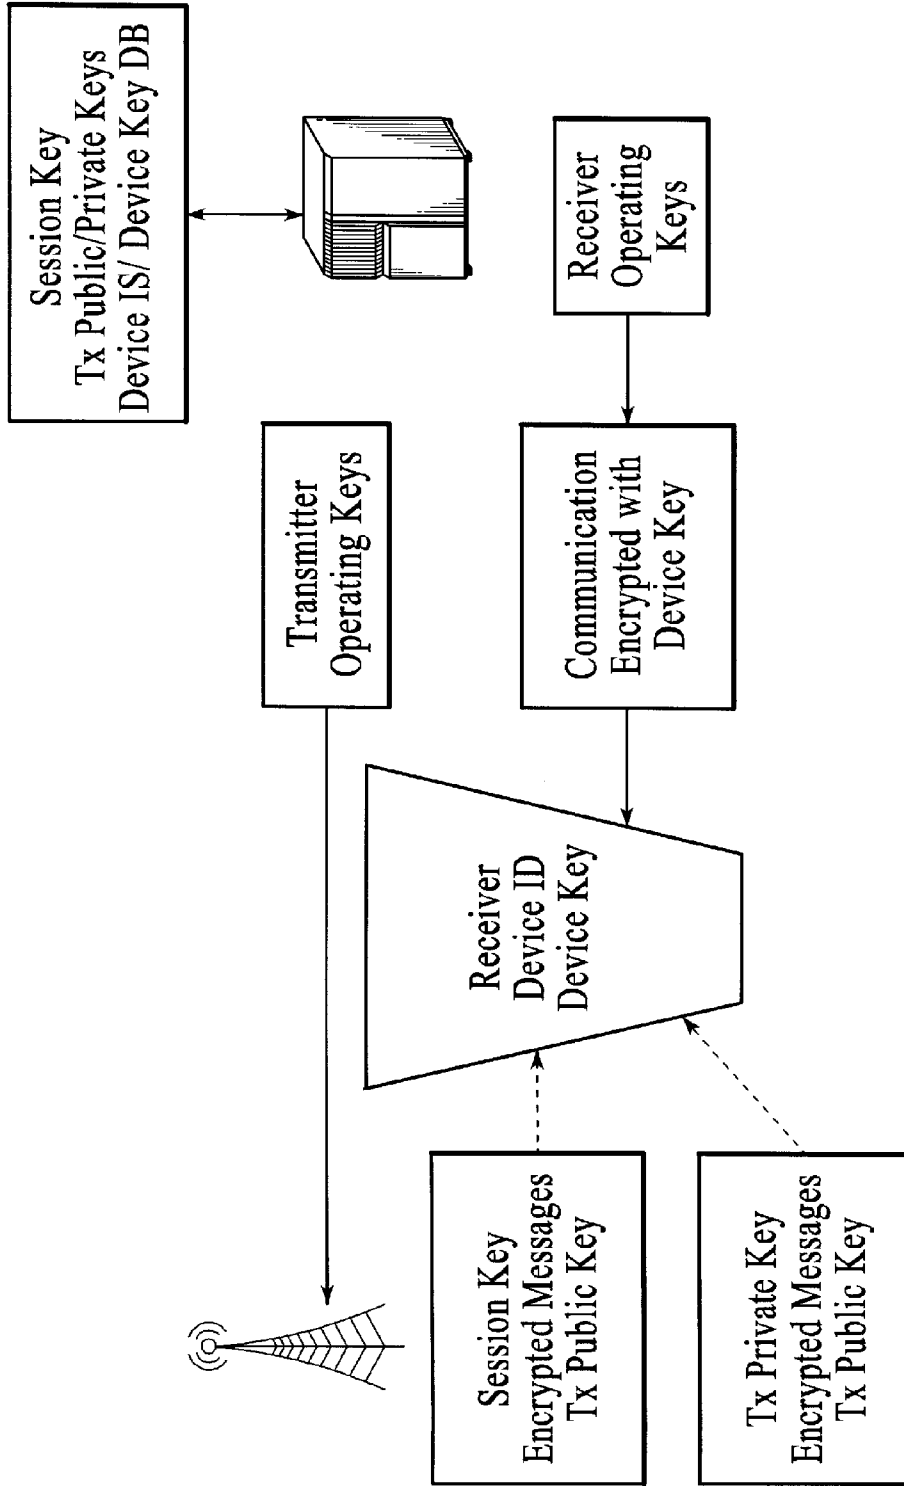 Session Key
Tx Public/Private Keys
Device IS/ Device Key DB
Transmitter
Operating Keys
Receiver
Operating
Keys
Communication
Encrypted with
Device Key
Receiver
Device ID
Device Key
Session Key
Encrypted Messages
Tx Public Key
Tx Private Key
Encrypted Messages
Tx Public Key